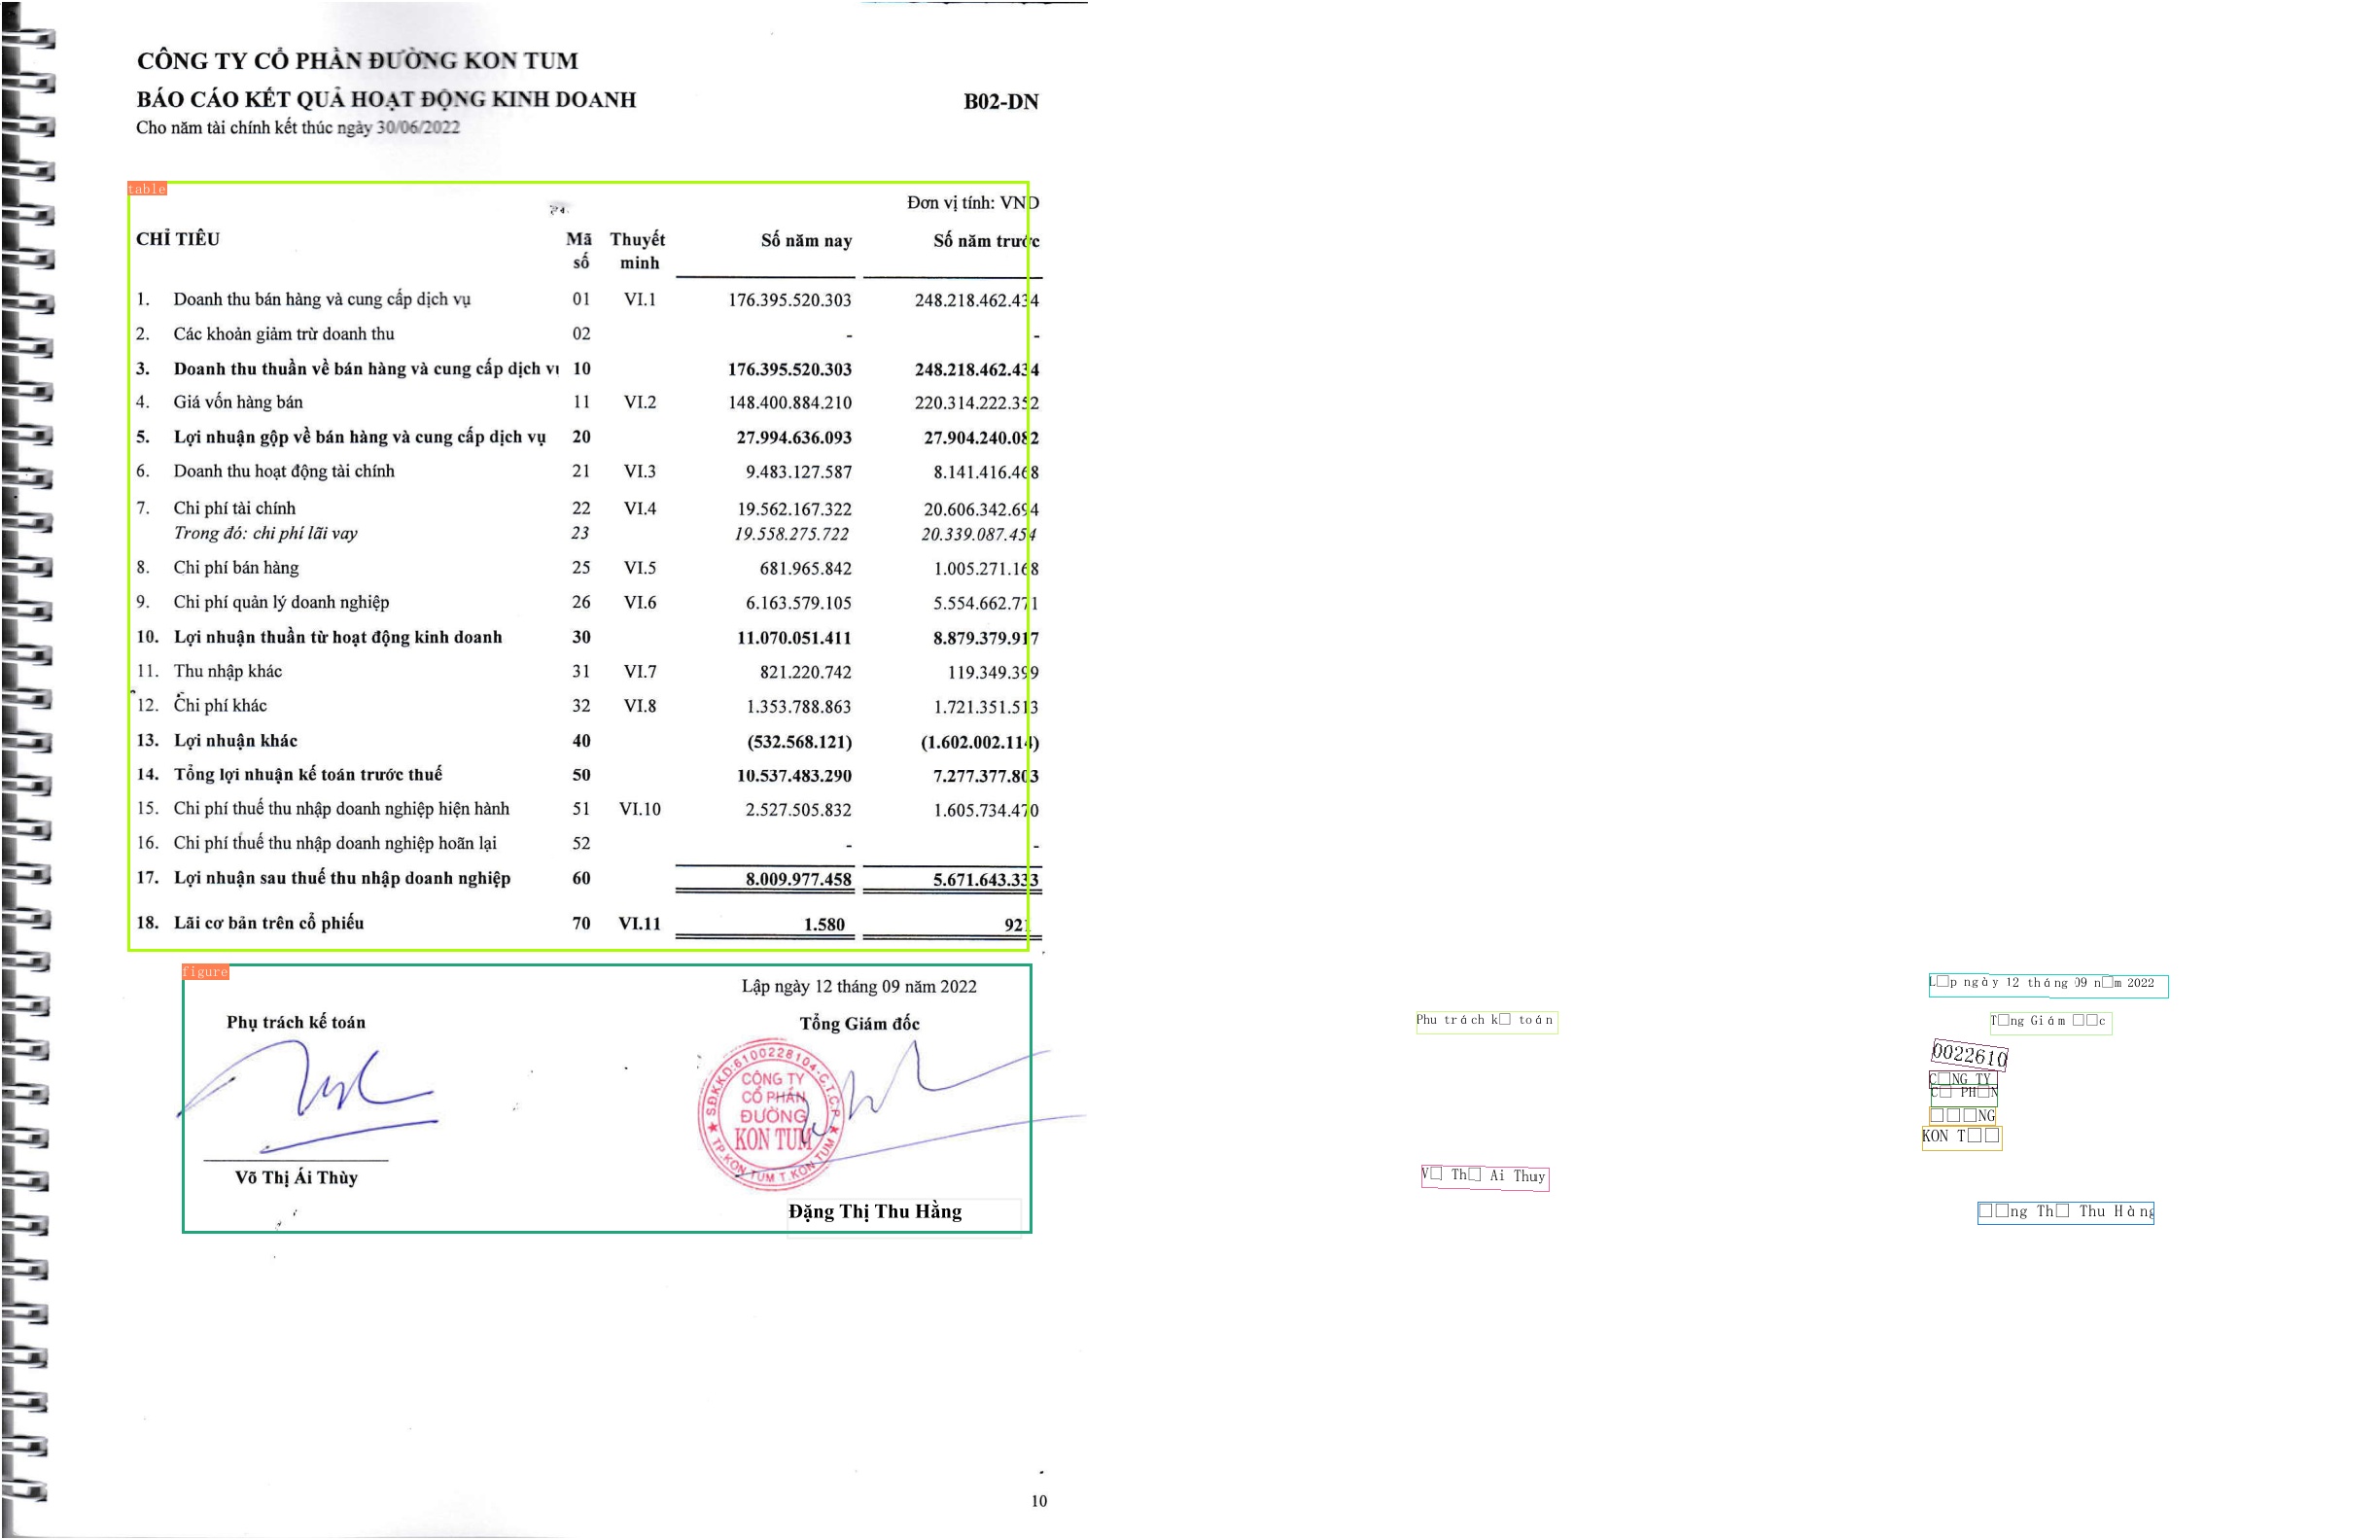 CÔNG TY CỔ PHẦN ĐƯỜNG KON TUM
BÁO CÁO KẾT QUẢ HOẠT ĐỘNG KINH DOANH B02-DN
Cho năm tài chính kết thúc ngày 30/06/2022
table
Đơn vị tính: VND
CHỈ TIÊU Mã số Thuyết minh Số năm nay Số năm trước
1. Doanh thu bán hàng và cung cấp dịch vụ 01 VI.1 176.395.520.303 248.218.462.434
2. Các khoản giảm trừ doanh thu 02 - -
3. Doanh thu thuần về bán hàng và cung cấp dịch vụ 10 176.395.520.303 248.218.462.434
4. Giá vốn hàng bán 11 VI.2 148.400.884.210 220.314.222.352
5. Lợi nhuận gộp về bán hàng và cung cấp dịch vụ 20 27.994.636.093 27.904.240.082
6. Doanh thu hoạt động tài chính 21 VI.3 9.483.127.587 8.141.416.468
7. Chi phí tài chính 22 VI.4 19.562.167.322 20.606.342.694
Trong đó: chi phí lãi vay 23 19.558.275.722 20.339.087.454
8. Chi phí bán hàng 25 VI.5 681.965.842 1.005.271.168
9. Chi phí quản lý doanh nghiệp 26 VI.6 6.163.579.105 5.554.662.771
10. Lợi nhuận thuần từ hoạt động kinh doanh 30 11.070.051.411 8.879.379.917
11. Thu nhập khác 31 VI.7 821.220.742 119.349.399
12. Chi phí khác 32 VI.8 1.353.788.863 1.721.351.513
13. Lợi nhuận khác 40 (532.568.121) (1.602.002.114)
14. Tổng lợi nhuận kế toán trước thuế 50 10.537.483.290 7.277.377.803
15. Chi phí thuế thu nhập doanh nghiệp hiện hành 51 VI.10 2.527.505.832 1.605.734.470
16. Chi phí thuế thu nhập doanh nghiệp hoãn lại 52 - -
17. Lợi nhuận sau thuế thu nhập doanh nghiệp 60 8.009.977.458 5.671.643.333
18. Lãi cơ bản trên cổ phiếu 70 VI.11 1.580 921
figure
Lập ngày 12 tháng 09 năm 2022
Phụ trách kế toán Tổng Giám đốc
SĐKKD:6100228104-C.T.C.P
CÔNG TY
CỔ PHẦN
ĐƯỜNG
KON TUM
TP.KON TUM T.KON TUM
Võ Thị Ái Thùy
Đặng Thị Thu Hằng
10
L□p ngày 12 tháng 09 n□m 2022
Phu trách k□ toán T□ng Giám □□c
0022610
C□NG TY
C□ PH□N
□□□NG
KON T□□
V□ Th□ Ai Thuy
□□ng Th□ Thu Hàng